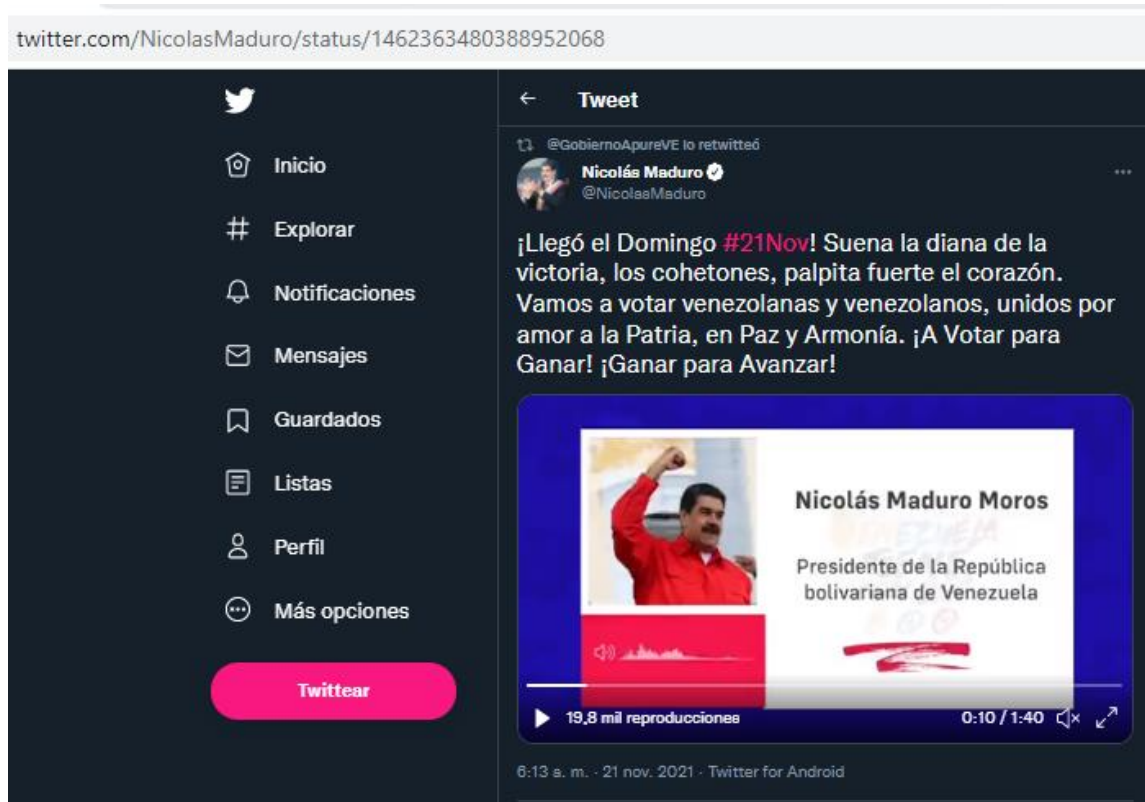 twitter.com/NicolasMaduro/status/1462363480388952068
Inicio
Explorar
Notificaciones
Mensajes
Guardados
Listas
Perfil
Más opciones
Twittear
Tweet
@GobiernoApureVE lo retwitteó
Nicolás Maduro
@NicolasMaduro
¡Llegó el Domingo #21Nov! Suena la diana de la
victoria, los cohetones, palpita fuerte el corazón.
Vamos a votar venezolanas y venezolanos, unidos por
amor a la Patria, en Paz y Armonía. ¡A Votar para
Ganar! ¡Ganar para Avanzar!
Nicolás Maduro Moros
Presidente de la República
bolivariana de Venezuela
19,8 mil reproducciones
0:10 / 1:40
6:13 a. m. · 21 nov. 2021 · Twitter for Android